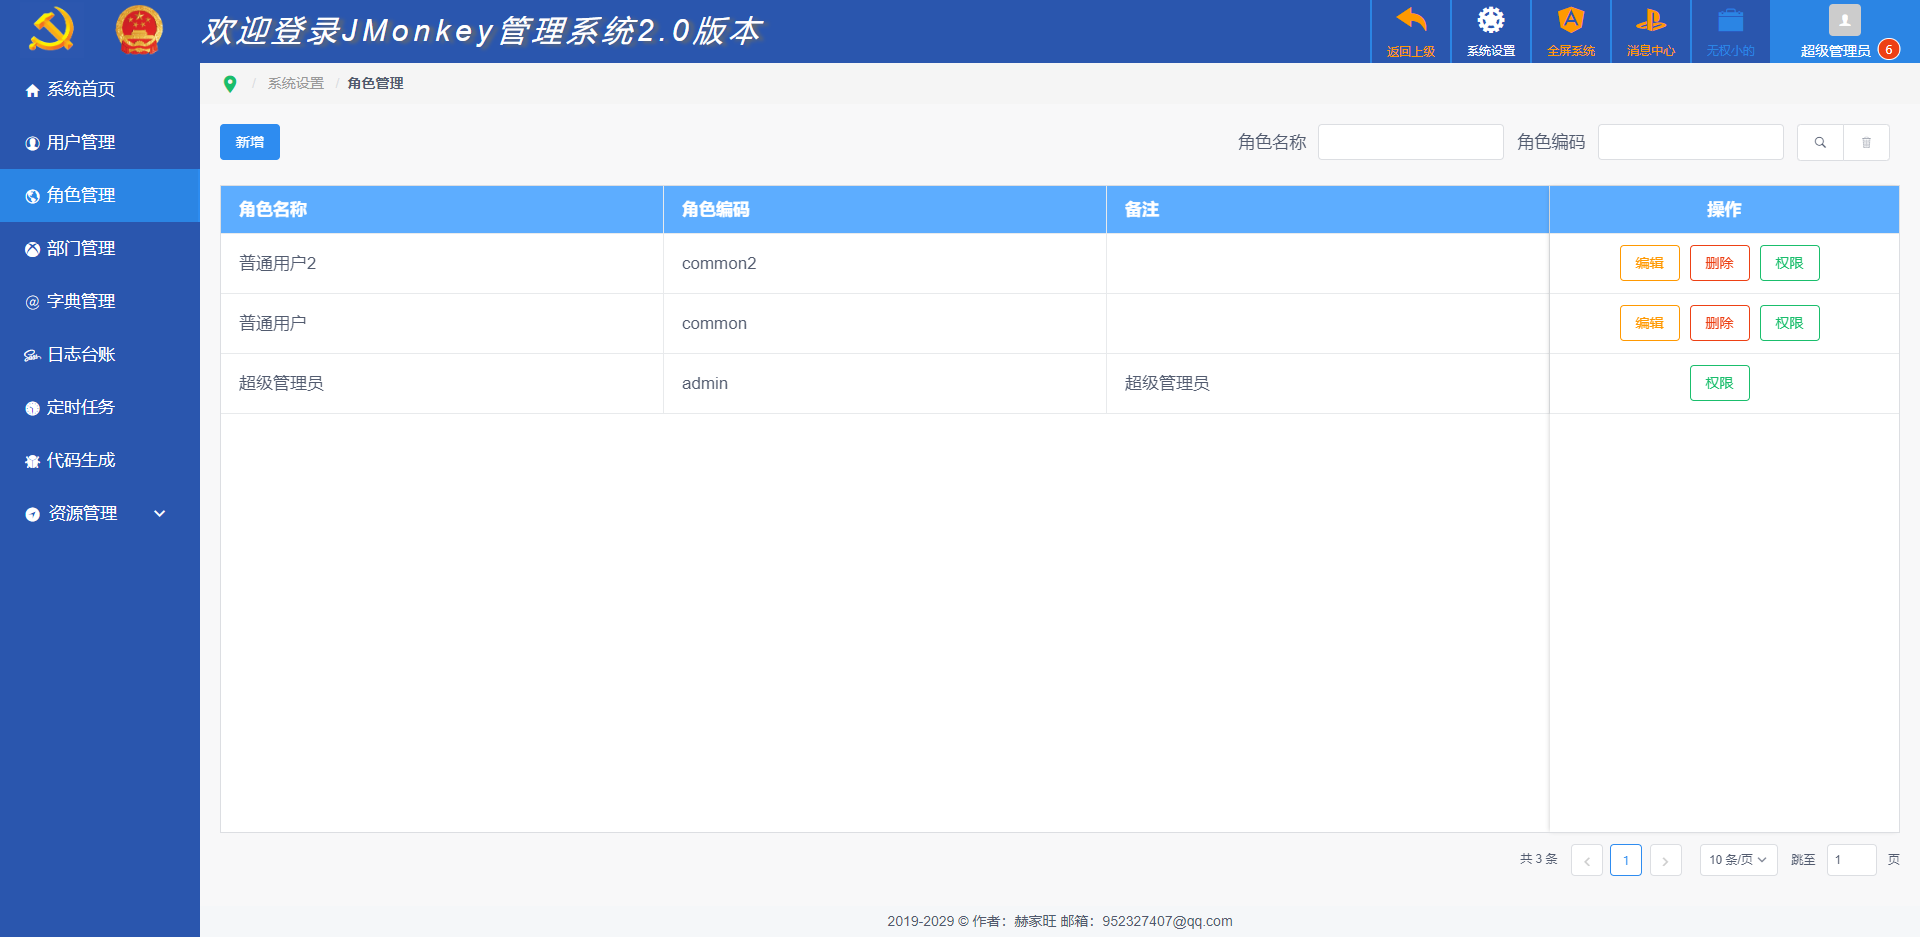 欢迎登录JMonkey管理系统2.0版本
返回上级
系统设置
全屏系统
消息中心
无权小的
超级管理员 6
系统首页
用户管理
角色管理
部门管理
字典管理
日志台账
定时任务
代码生成
资源管理
/ 系统设置 / 角色管理
新增 角色名称 角色编码
角色名称 角色编码 备注 操作
普通用户2 common2 编辑 删除 权限
普通用户 common 编辑 删除 权限
超级管理员 admin 超级管理员 权限
共 3 条 1 10 条/页 跳至 1 页
2019-2029 © 作者：赫家旺 邮箱：952327407@qq.com